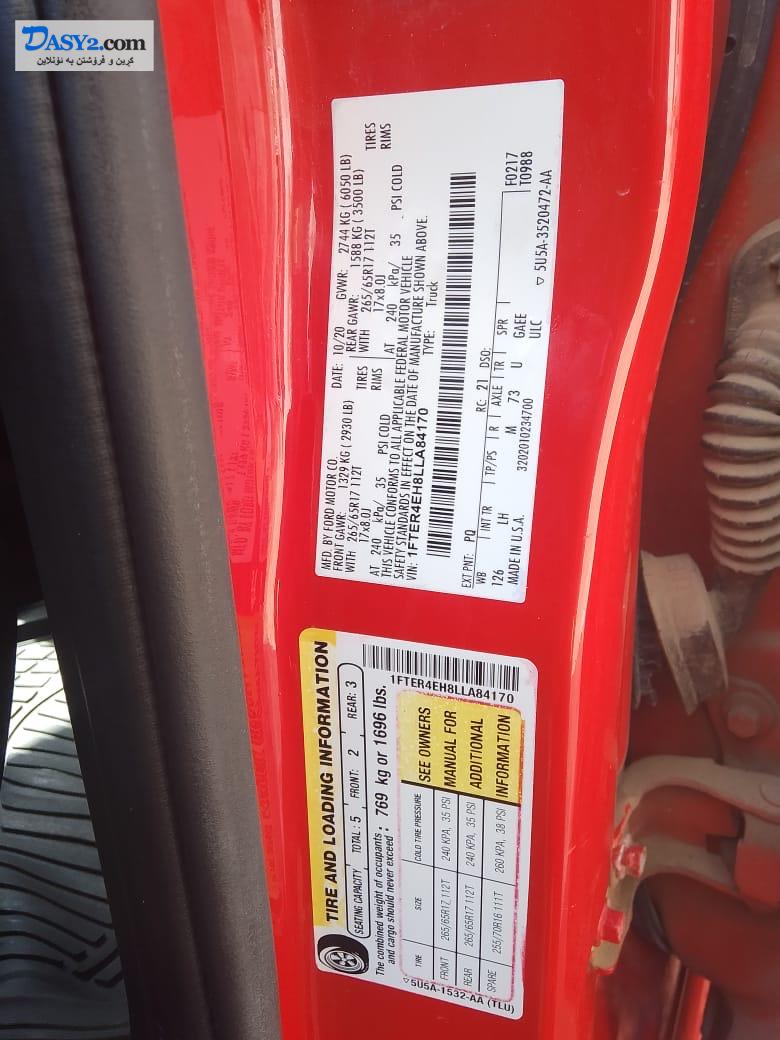 Dasy2.com
کڕین و فرۆشتن بە ئۆنلاین
MFD. BY FORD MOTOR CO.
DATE: 10/20 GVWR: 2744 KG ( 6050 LB)
FRONT GAWR: 1329 KG ( 2930 LB) REAR GAWR: 1588 KG ( 3500 LB)
WITH 265/65R17 112T TIRES WITH 265/65R17 112T TIRES
17x8.0J RIMS 17x8.0J RIMS
AT 240 kPa/ 35 PSI COLD AT 240 kPa/ 35 PSI COLD
THIS VEHICLE CONFORMS TO ALL APPLICABLE FEDERAL MOTOR VEHICLE
SAFETY STANDARDS IN EFFECT ON THE DATE OF MANUFACTURE SHOWN ABOVE.
VIN: 1FTER4EH8LLA84170 TYPE: Truck
EXT PNT: PQ RC: 21 DSO: F0217
T0988
WB INT TR TP/PS R AXLE TR SPR
126 LH M 73 U GAEE
ULC
MADE IN U.S.A. 3202010234700
5U5A-3520472-AA
TIRE AND LOADING INFORMATION
SEATING CAPACITY TOTAL: 5 FRONT: 2 REAR: 3
The combined weight of occupants and cargo should never exceed : 769 kg or 1696 lbs.
1FTER4EH8LLA84170
TIRE SIZE COLD TIRE PRESSURE
FRONT 265/65R17 112T 240 KPA, 35 PSI
REAR 265/65R17 112T 240 KPA, 35 PSI
SPARE 255/70R16 111T 260 KPA, 38 PSI
SEE OWNERS
MANUAL FOR
ADDITIONAL
INFORMATION
5U5A-1532-AA (TLU)